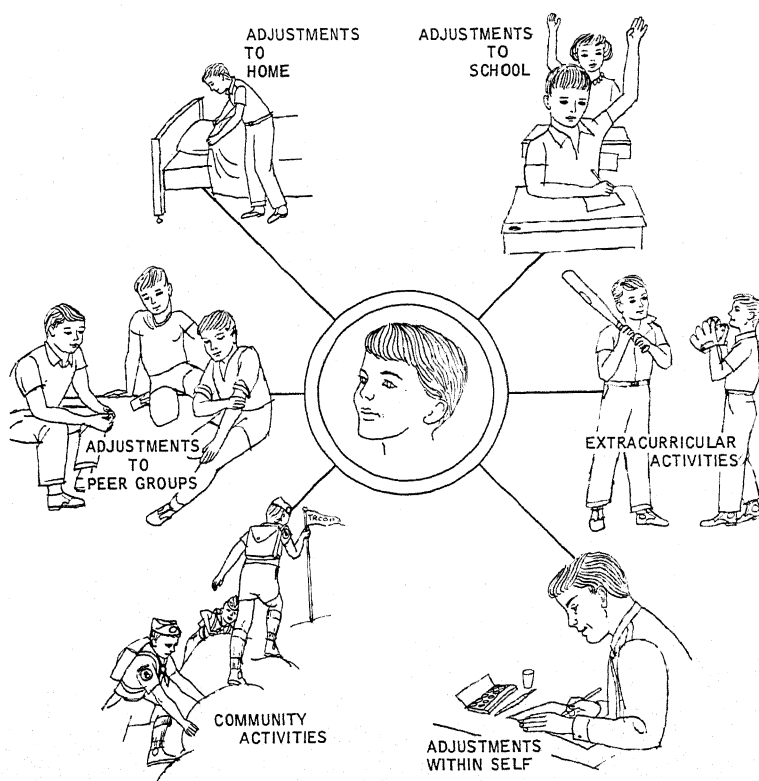 ADJUSTMENTS
TO
HOME
ADJUSTMENTS
TO
SCHOOL
ADJUSTMENTS
TO
PEER GROUPS
EXTRACURRICULAR
ACTIVITIES
COMMUNITY
ACTIVITIES
ADJUSTMENTS
WITHIN SELF